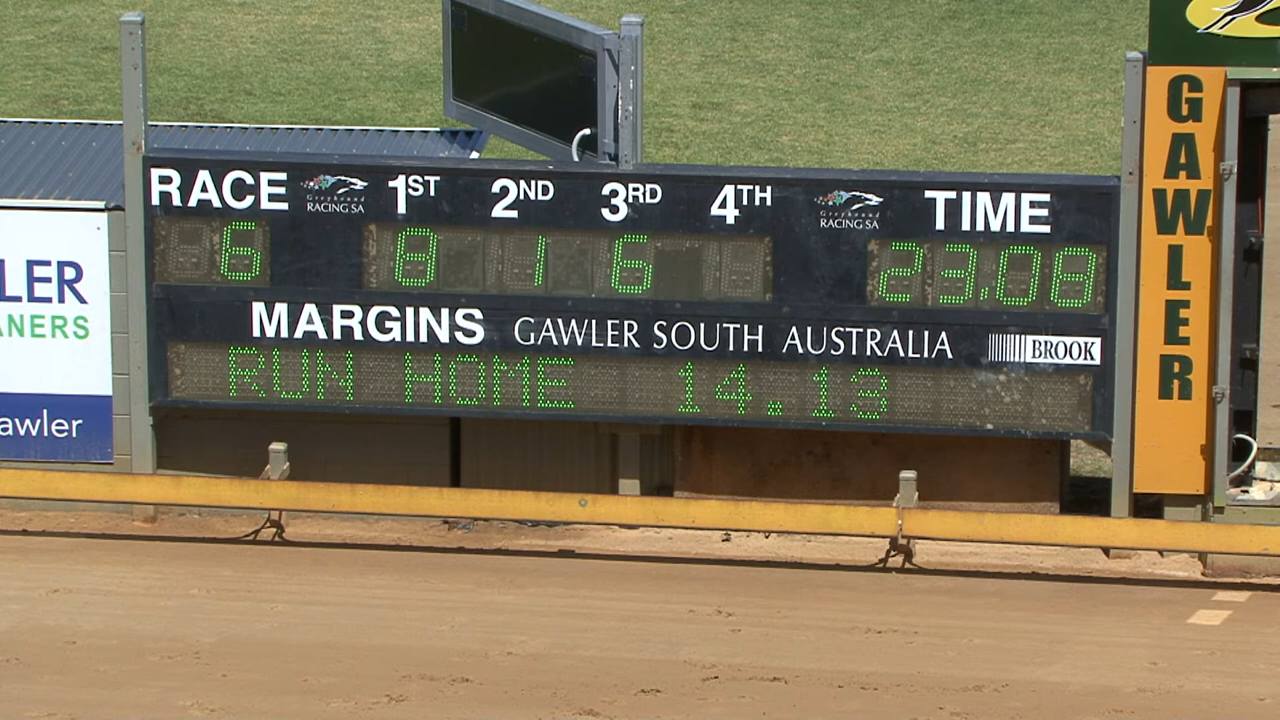 RACE
Greyhound
RACING SA
1ST 2ND 3RD 4TH
Greyhound
RACING SA
TIME
6 8 1 6 23.08
MARGINS GAWLER SOUTH AUSTRALIA BROOK
RUN HOME 14.13
LER
ANERS
awler
GAWLER